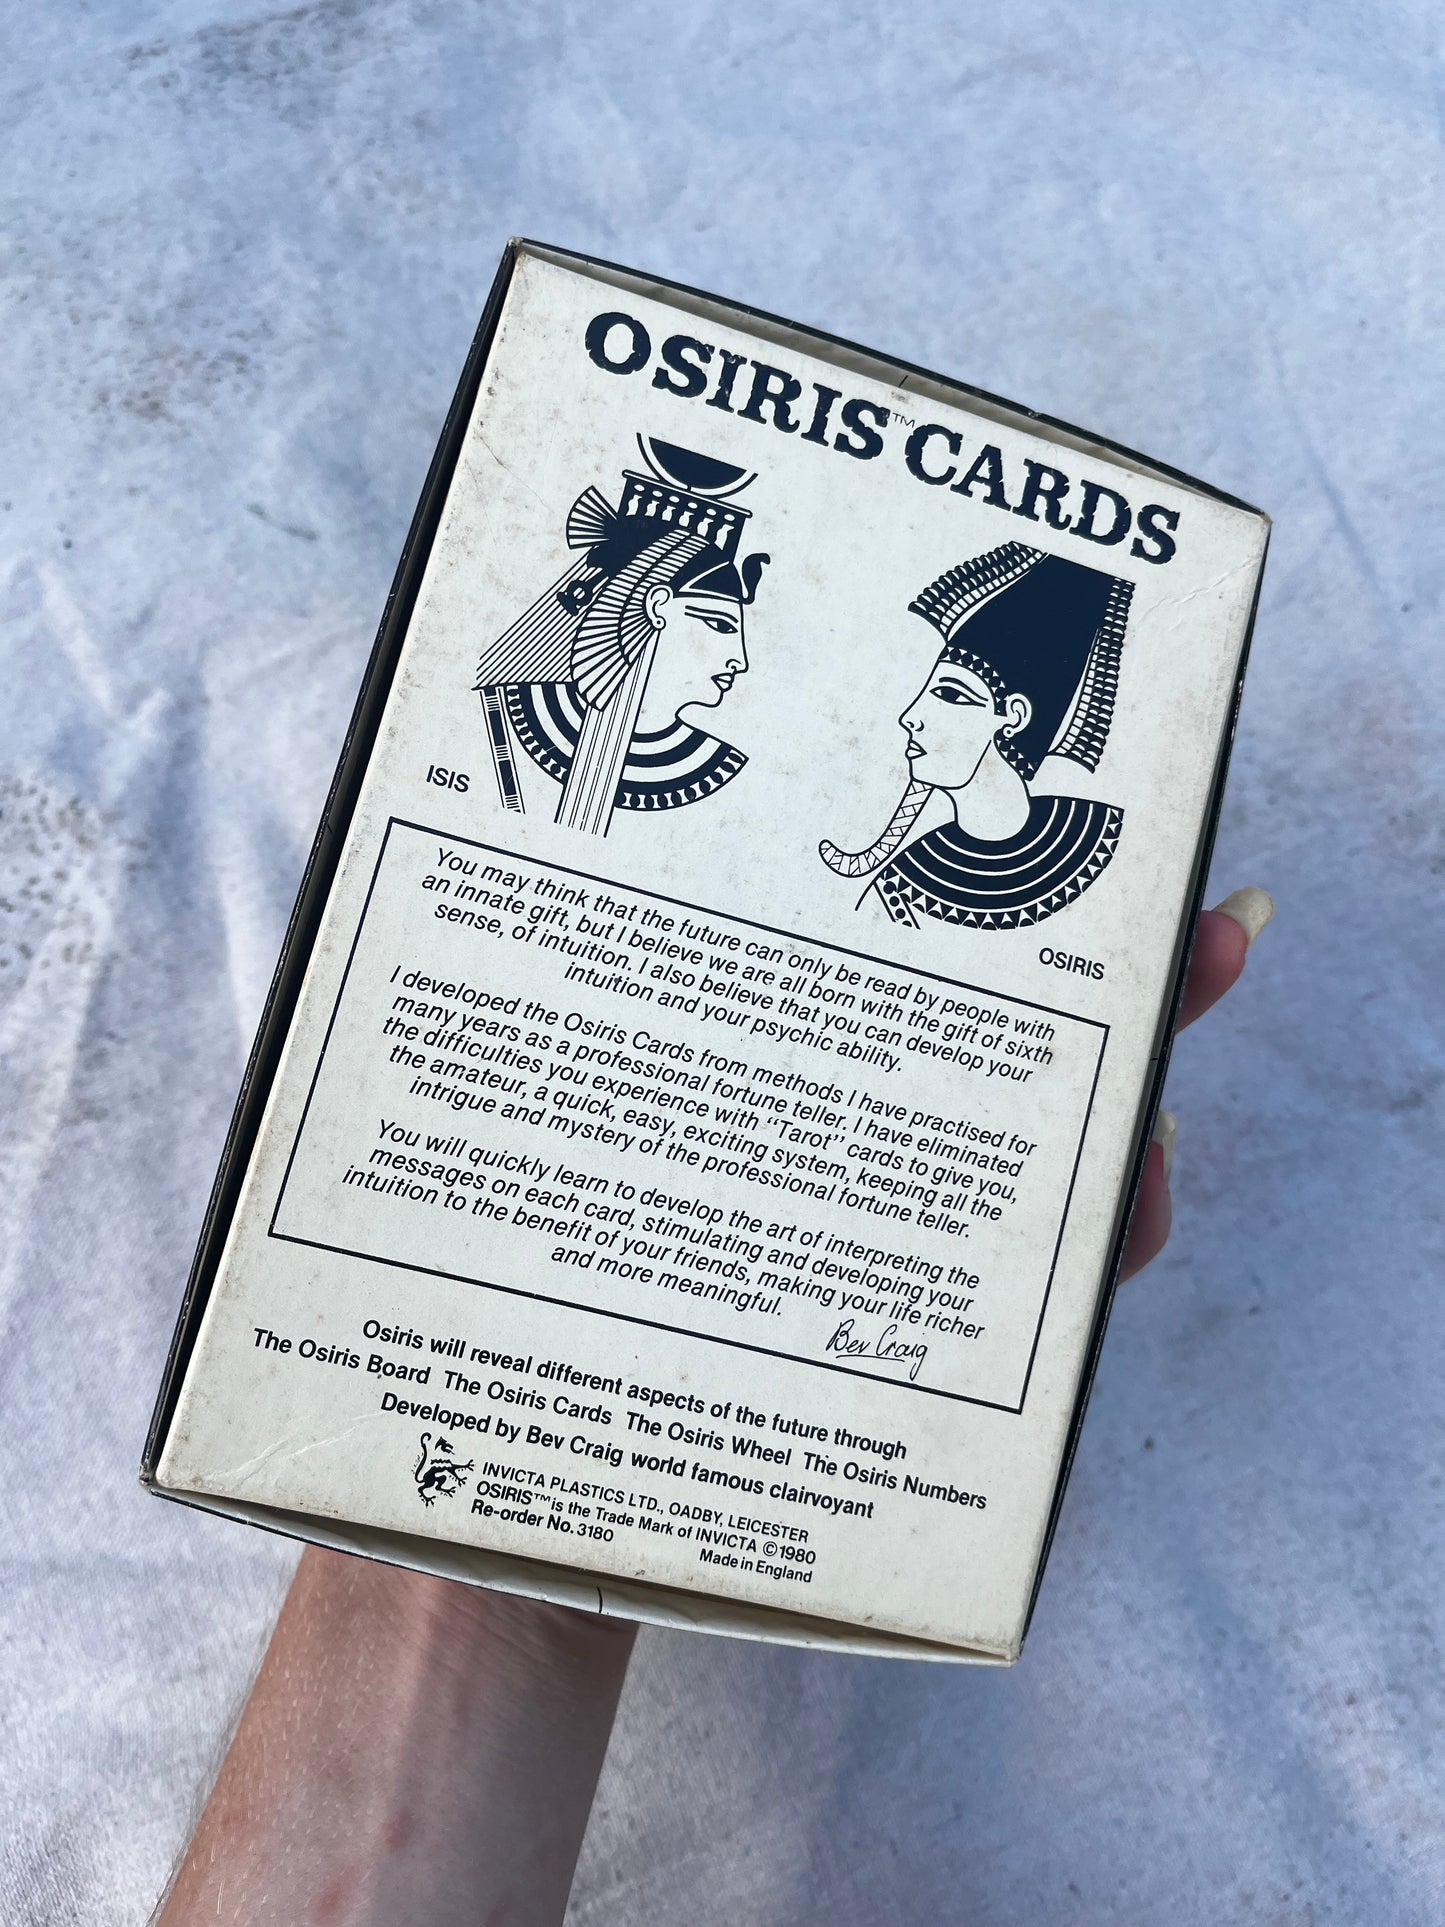 OSIRIS™ CARDS
ISIS
OSIRIS
You may think that the future can only be read by people with
an innate gift, but I believe we are all born with the gift of sixth
sense, of intuition. I also believe that you can develop your
intuition and your psychic ability.
I developed the Osiris Cards from methods I have practised for
many years as a professional fortune teller. I have eliminated
the difficulties you experience with "Tarot" cards to give you,
the amateur, a quick, easy, exciting system, keeping all the
intrigue and mystery of the professional fortune teller.
You will quickly learn to develop the art of interpreting the
messages on each card, stimulating and developing your
intuition to the benefit of your friends, making your life richer
and more meaningful.
Bev Craig
Osiris will reveal different aspects of the future through
The Osiris Board The Osiris Cards The Osiris Wheel The Osiris Numbers
Developed by Bev Craig world famous clairvoyant
INVICTA PLASTICS LTD., OADBY, LEICESTER
OSIRIS™ is the Trade Mark of INVICTA ©1980
Re-order No. 3180
Made in England